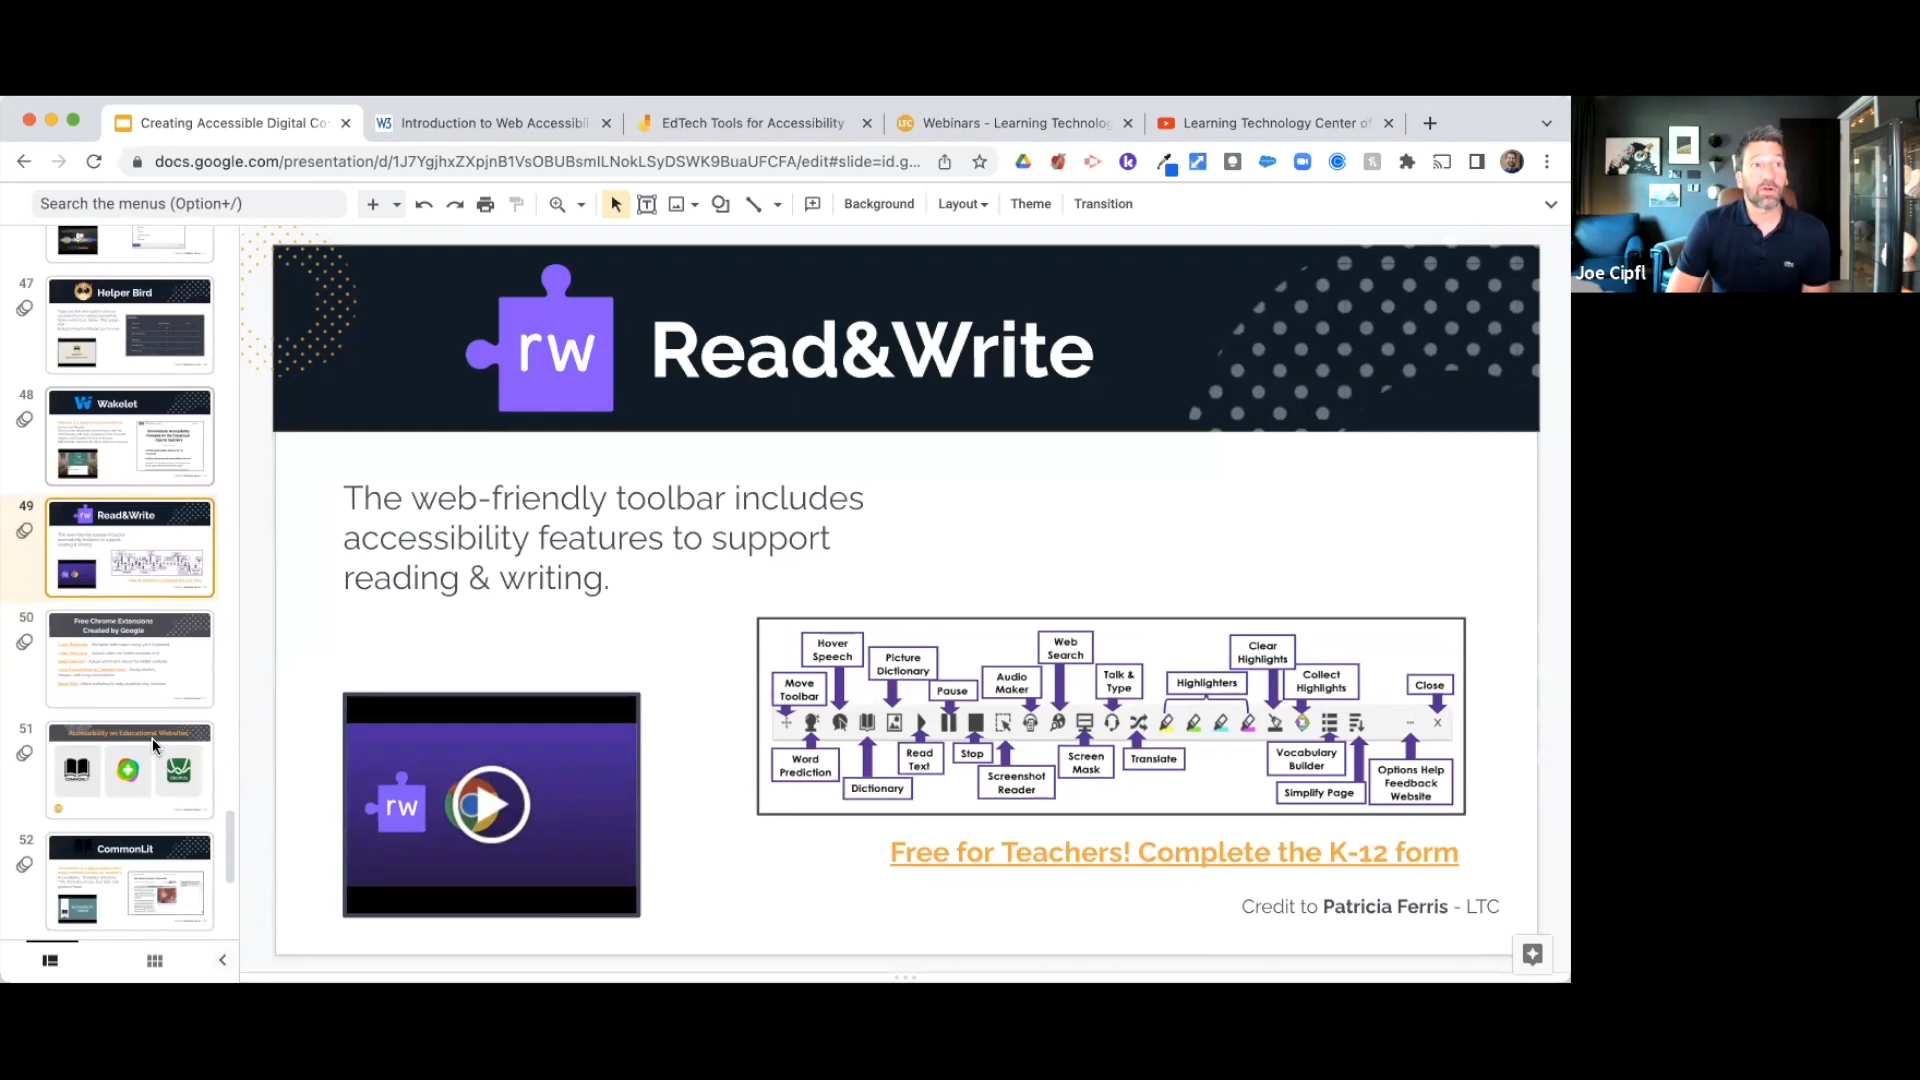 Creating Accessible Digital Co
Introduction to Web Accessibi
EdTech Tools for Accessibility
Webinars - Learning Technolog
Learning Technology Center of
docs.google.com/presentation/d/1J7YgjhxZXpjnB1VsOBUBsmILNokLSyDSWK9BuaUFCFA/edit#slide=id.g...
Search the menus (Option+/)
Background
Layout
Theme
Transition
Joe Cipfl
47
Helper Bird
48
Wakelet
49
Read&Write
50
Free Chrome Extensions
Created by Google
51
Accessibility on Educational Websites
52
CommonLit
rw
Read&Write
The web-friendly toolbar includes
accessibility features to support
reading & writing.
rw
Move
Toolbar
Hover
Speech
Picture
Dictionary
Pause
Audio
Maker
Web
Search
Talk &
Type
Highlighters
Clear
Highlights
Collect
Highlights
Close
Word
Prediction
Dictionary
Read
Text
Stop
Screenshot
Reader
Screen
Mask
Translate
Vocabulary
Builder
Simplify Page
Options Help
Feedback
Website
Free for Teachers! Complete the K-12 form
Credit to Patricia Ferris - LTC